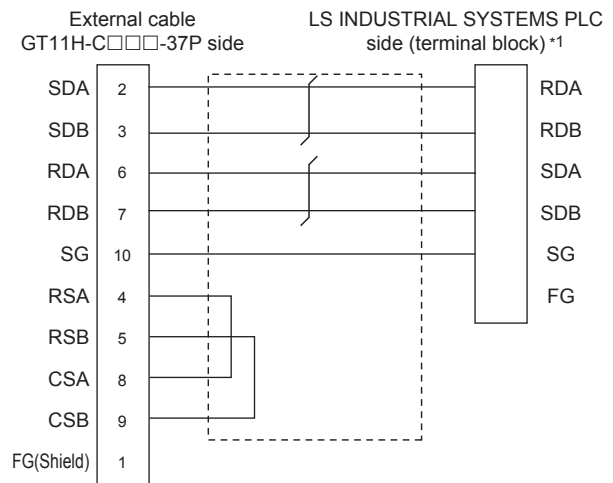 External cable
GT11H-C□□□-37P side
LS INDUSTRIAL SYSTEMS PLC
side (terminal block) *1
SDA 2 RDA
SDB 3 RDB
RDA 6 SDA
RDB 7 SDB
SG 10 SG
RSA 4 FG
RSB 5
CSA 8
CSB 9
FG(Shield) 1